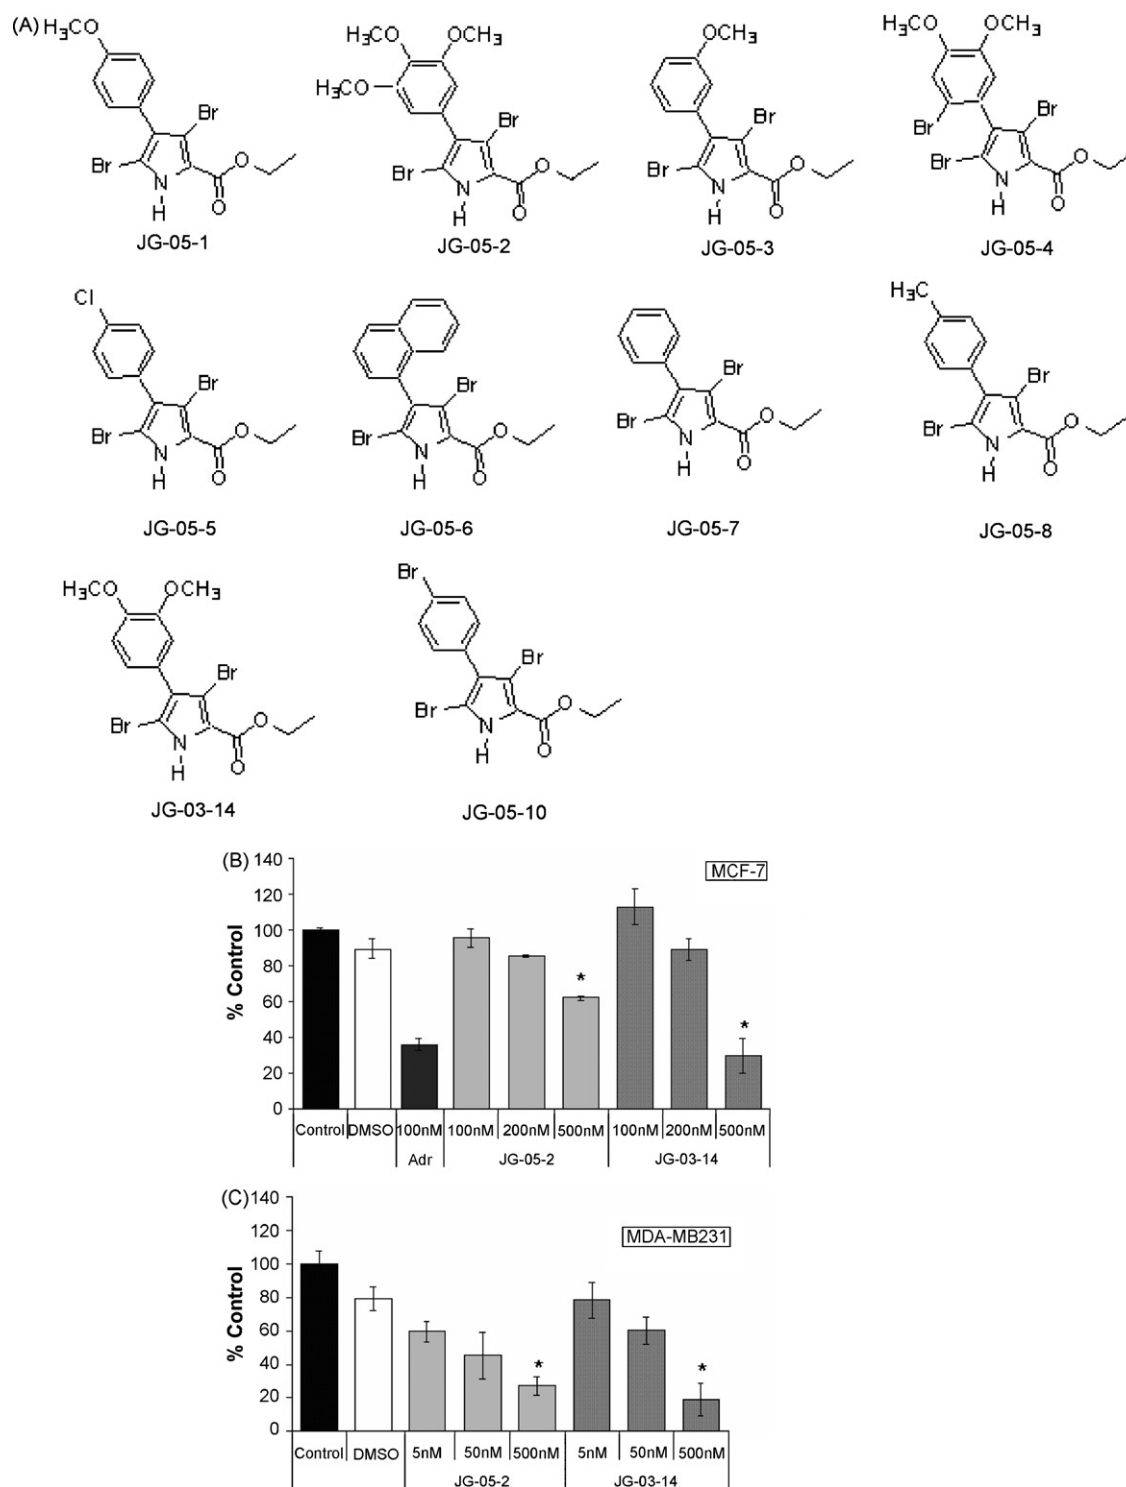 (A)
H3CO
Br
Br
N
H
O
O
JG-05-1
OCH3
H3CO
H3CO
Br
Br
N
H
O
O
JG-05-2
OCH3
Br
Br
N
H
O
O
JG-05-3
H3CO
OCH3
Br
Br
Br
N
H
O
O
JG-05-4
Cl
Br
Br
N
H
O
O
JG-05-5
Br
Br
N
H
O
O
JG-05-6
Br
Br
N
H
O
O
JG-05-7
H3C
Br
Br
N
H
O
O
JG-05-8
H3CO
OCH3
Br
Br
N
H
O
O
JG-03-14
Br
Br
Br
N
H
O
O
JG-05-10
(B)
MCF-7
% Control
140
120
100
80
60
40
20
0
* *
Control DMSO 100nM 100nM 200nM 500nM 100nM 200nM 500nM
Adr JG-05-2 JG-03-14
(C)
MDA-MB231
% Control
140
120
100
80
60
40
20
0
* *
Control DMSO 5nM 50nM 500nM 5nM 50nM 500nM
JG-05-2 JG-03-14